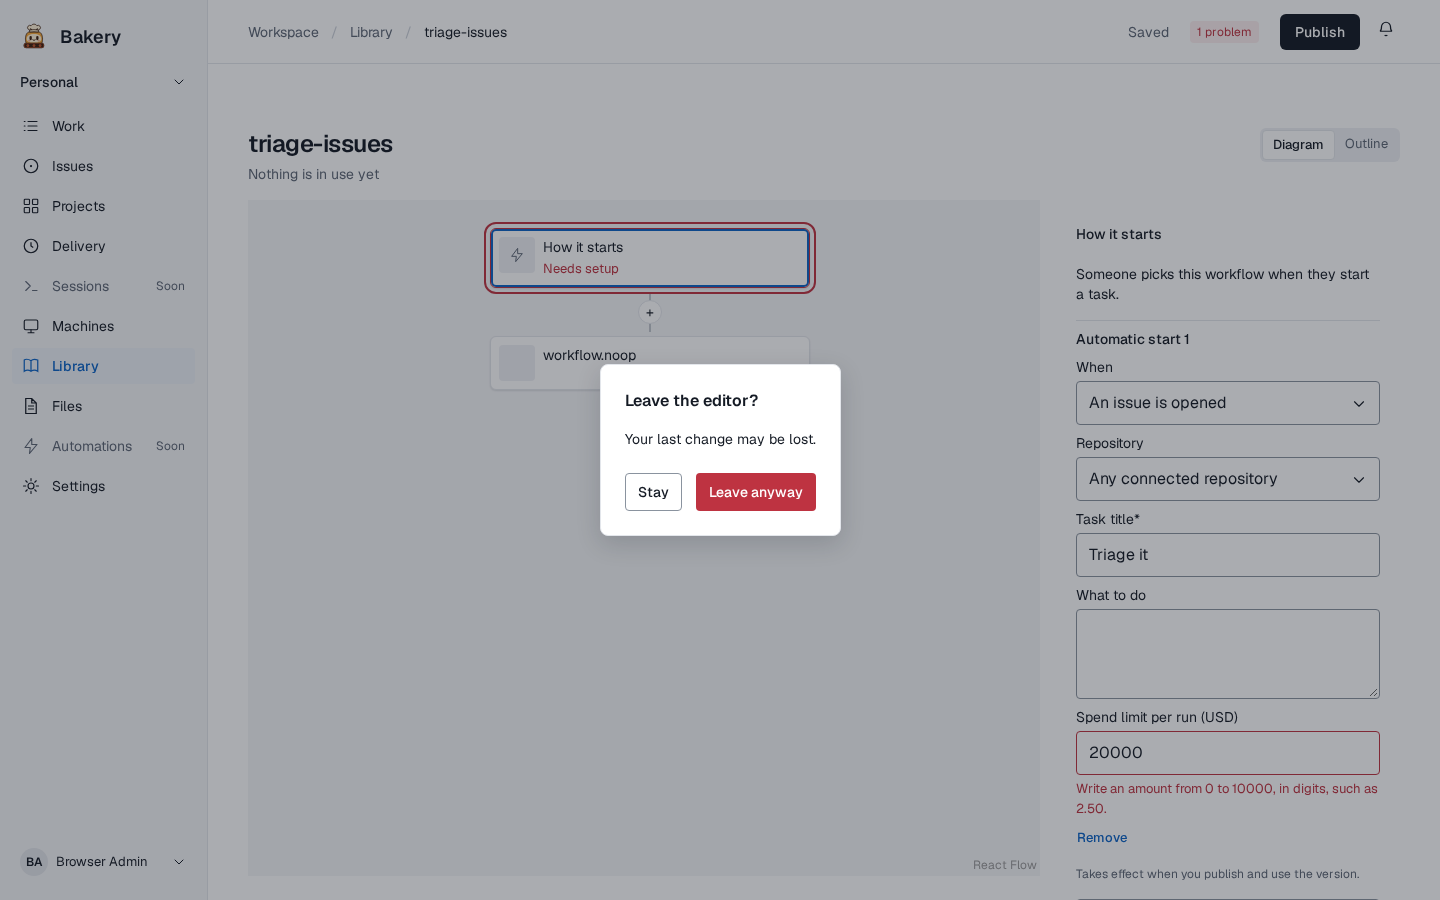 Bakery
Personal
Work
Issues
Projects
Delivery
Sessions Soon
Machines
Library
Files
Automations Soon
Settings
BA Browser Admin
Workspace / Library / triage-issues
Saved
1 problem
Publish
triage-issues
Nothing is in use yet
Diagram
Outline
How it starts
Needs setup
+
workflow.noop
React Flow
Leave the editor?
Your last change may be lost.
Stay
Leave anyway
How it starts
Someone picks this workflow when they start
a task.
Automatic start 1
When
An issue is opened
Repository
Any connected repository
Task title*
Triage it
What to do
Spend limit per run (USD)
20000
Write an amount from 0 to 10000, in digits, such as
2.50.
Remove
Takes effect when you publish and use the version.